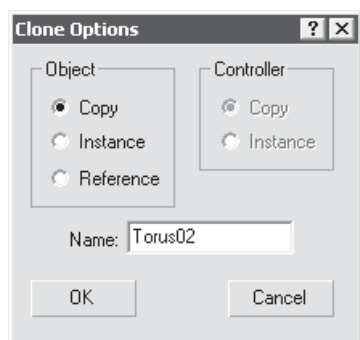 Clone Options ? ×
Object
Copy
Instance
Reference
Controller
Copy
Instance
Name: Torus02
OK Cancel